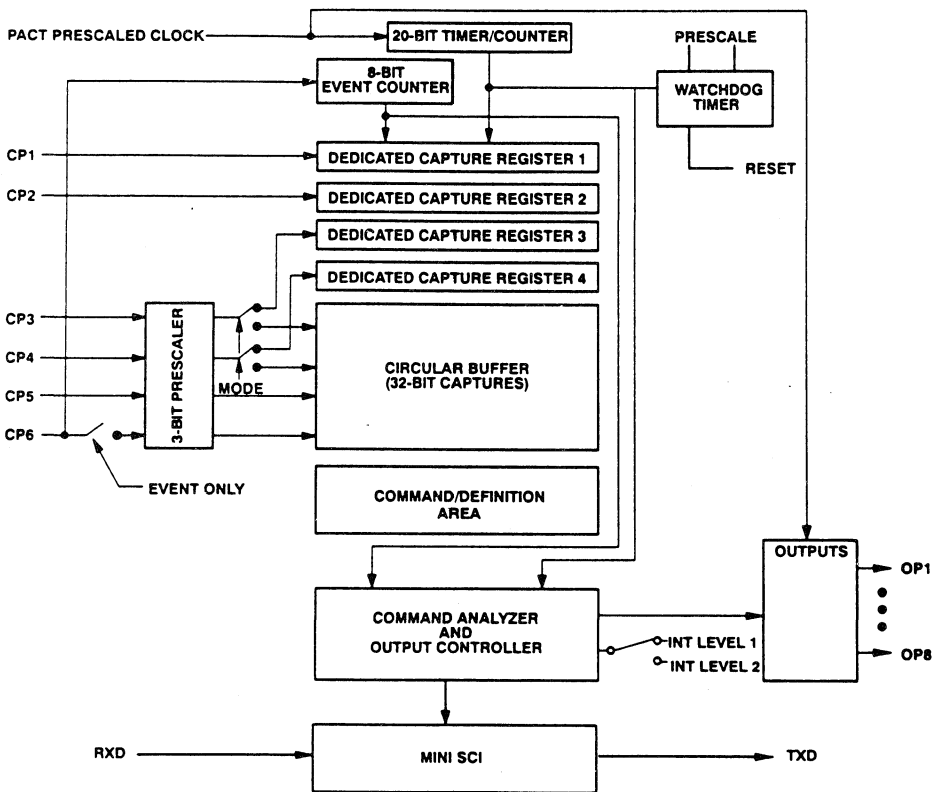 PACT PRESCALED CLOCK
20-BIT TIMER/COUNTER
PRESCALE
8-BIT
EVENT COUNTER
WATCHDOG
TIMER
RESET
CP1
DEDICATED CAPTURE REGISTER 1
CP2
DEDICATED CAPTURE REGISTER 2
DEDICATED CAPTURE REGISTER 3
DEDICATED CAPTURE REGISTER 4
CP3
CP4
CP5
CP6
3-BIT PRESCALER
MODE
CIRCULAR BUFFER
(32-BIT CAPTURES)
EVENT ONLY
COMMAND/DEFINITION
AREA
OUTPUTS
OP1
OP8
COMMAND ANALYZER
AND
OUTPUT CONTROLLER
INT LEVEL 1
INT LEVEL 2
RXD
MINI SCI
TXD